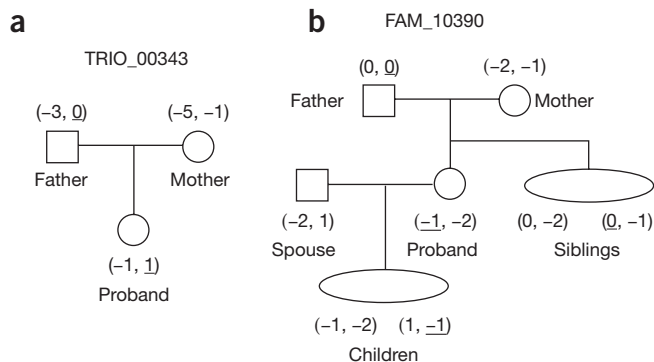 a
TRIO_00343
(−3, 0) (−5, −1)
Father Mother
(−1, 1)
Proband
b
FAM_10390
(0, 0) (−2, −1)
Father Mother
(−2, 1) (−1, −2) (0, −2) (0, −1)
Spouse Proband Siblings
(−1, −2) (1, −1)
Children